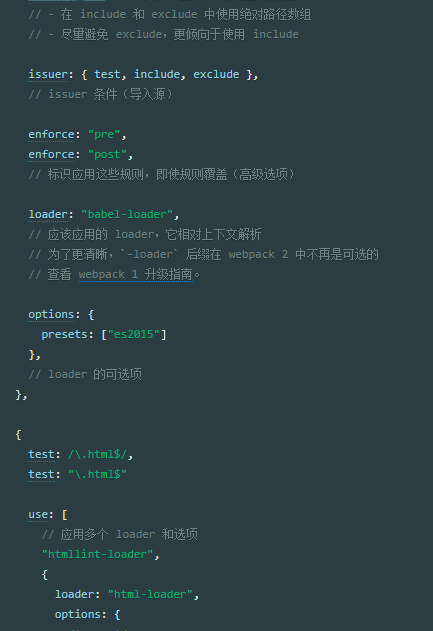 // - 在 include 和 exclude 中使用绝对路径数组
// - 尽量避免 exclude，更倾向于使用 include
issuer: { test, include, exclude },
// issuer 条件（导入源）
enforce: "pre",
enforce: "post",
// 标识应用这些规则，即使规则覆盖（高级选项）
loader: "babel-loader",
// 应该应用的 loader，它相对上下文解析
// 为了更清晰，`-loader` 后缀在 webpack 2 中不再是可选的
// 查看 webpack 1 升级指南。
options: {
presets: ["es2015"]
},
// loader 的可选项
},
{
test: /\.html$/,
test: "\.html$"
use: [
// 应用多个 loader 和选项
"htmllint-loader",
{
loader: "html-loader",
options: {